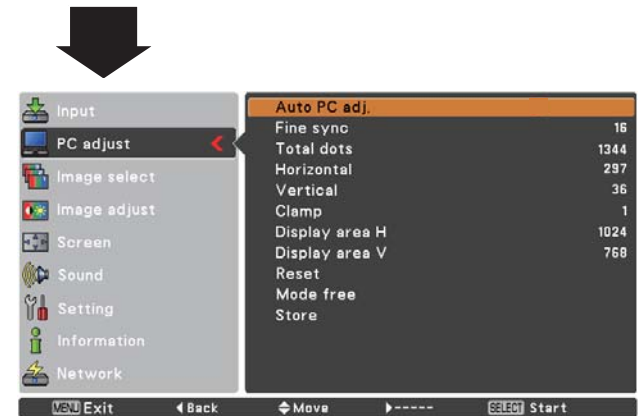 Input
PC adjust
Image select
Image adjust
Screen
Sound
Setting
Information
Network
Auto PC adj.
Fine sync 16
Total dots 1344
Horizontal 297
Vertical 36
Clamp 1
Display area H 1024
Display area V 768
Reset
Mode free
Store
MENU Exit Back Move ----- SELECT Start